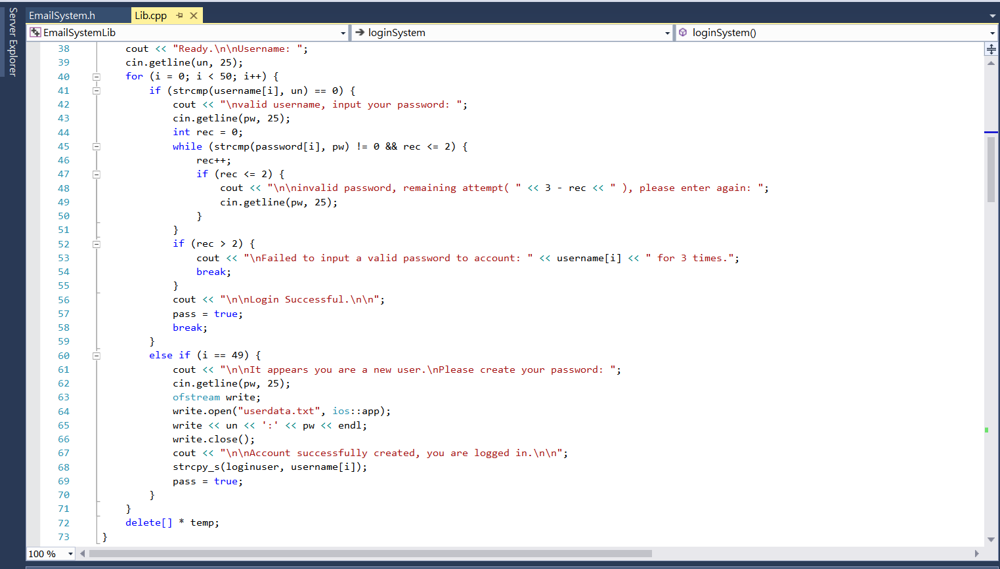 Server Explorer
EmailSystem.h Lib.cpp
EmailSystemLib loginSystem loginSystem()
38 cout << "Ready.\n\nUsername: ";
39 cin.getline(un, 25);
40 for (i = 0; i < 50; i++) {
41 if (strcmp(username[i], un) == 0) {
42 cout << "\nvalid username, input your password: ";
43 cin.getline(pw, 25);
44 int rec = 0;
45 while (strcmp(password[i], pw) != 0 && rec <= 2) {
46 rec++;
47 if (rec <= 2) {
48 cout << "\n\ninvalid password, remaining attempt( " << 3 - rec << " ), please enter again: ";
49 cin.getline(pw, 25);
50 }
51 }
52 if (rec > 2) {
53 cout << "\nFailed to input a valid password to account: " << username[i] << " for 3 times.";
54 break;
55 }
56 cout << "\n\nLogin Successful.\n\n";
57 pass = true;
58 break;
59 }
60 else if (i == 49) {
61 cout << "\n\nIt appears you are a new user.\nPlease create your password: ";
62 cin.getline(pw, 25);
63 ofstream write;
64 write.open("userdata.txt", ios::app);
65 write << un << ':' << pw << endl;
66 write.close();
67 cout << "\n\nAccount successfully created, you are logged in.\n\n";
68 strcpy_s(loginuser, username[i]);
69 pass = true;
70 }
71 }
72 delete[] * temp;
73 }
100 %